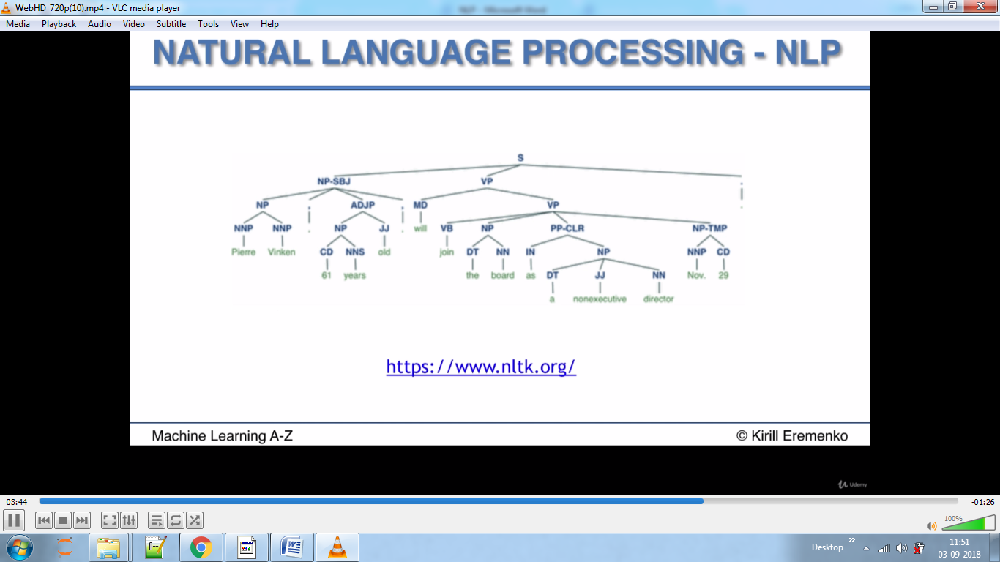 WebHD_720p(10).mp4 - VLC media player
NLP - Microsoft Word
Media Playback Audio Video Subtitle Tools View Help
NATURAL LANGUAGE PROCESSING - NLP
S
NP-SBJ VP .
NP , ADJP , MD VP
NNP NNP NP JJ will VB NP PP-CLR NP-TMP
Pierre Vinken CD NNS old join DT NN IN NP NNP CD
61 years the board as DT JJ NN Nov. 29
a nonexecutive director
https://www.nltk.org/
Machine Learning A-Z © Kirill Eremenko
Udemy
03:44 -01:26
100%
Desktop 11:51
03-09-2018